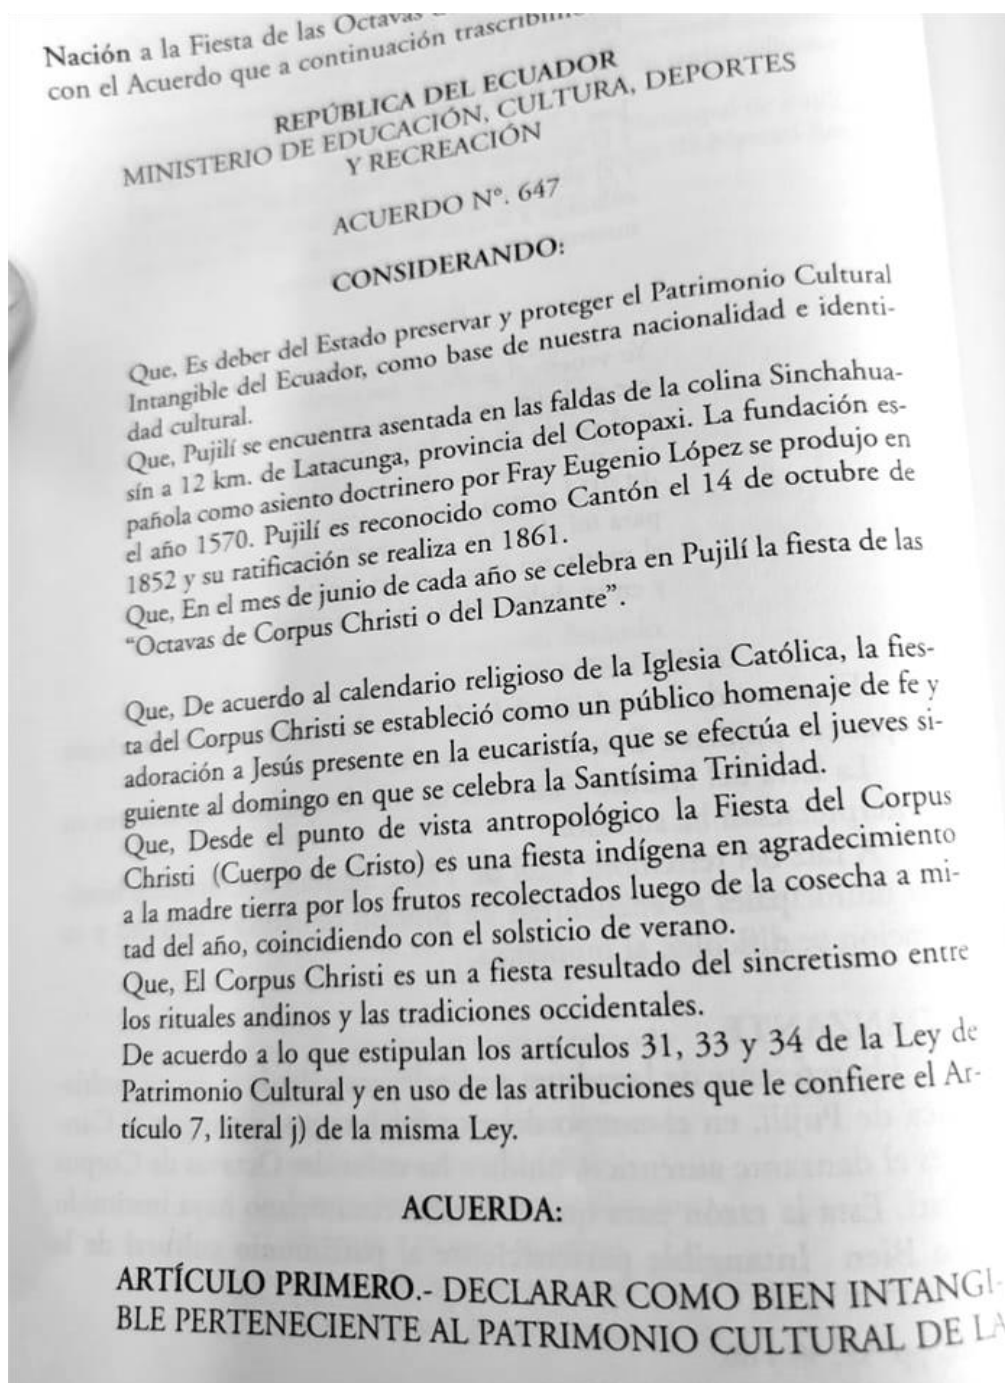 Nación a la Fiesta de las Octavas
con el Acuerdo que a continuación
REPÚBLICA DEL ECUADOR
MINISTERIO DE EDUCACIÓN, CULTURA, DEPORTES
Y RECREACIÓN
ACUERDO Nº. 647
CONSIDERANDO:
Que, Es deber del Estado preservar y proteger el Patrimonio Cultural
Intangible del Ecuador, como base de nuestra nacionalidad e identi-
dad cultural.
Que, Pujilí se encuentra asentada en las faldas de la colina Sinchahua-
sín a 12 km. de Latacunga, provincia del Cotopaxi. La fundación es-
pañola como asiento doctrinero por Fray Eugenio López se produjo en
el año 1570. Pujilí es reconocido como Cantón el 14 de octubre de
1852 y su ratificación se realiza en 1861.
Que, En el mes de junio de cada año se celebra en Pujilí la fiesta de las
“Octavas de Corpus Christi o del Danzante”.
Que, De acuerdo al calendario religioso de la Iglesia Católica, la fies-
ta del Corpus Christi se estableció como un público homenaje de fe y
adoración a Jesús presente en la eucaristía, que se efectúa el jueves si-
guiente al domingo en que se celebra la Santísima Trinidad.
Que, Desde el punto de vista antropológico la Fiesta del Corpus
Christi (Cuerpo de Cristo) es una fiesta indígena en agradecimiento
a la madre tierra por los frutos recolectados luego de la cosecha a mi-
tad del año, coincidiendo con el solsticio de verano.
Que, El Corpus Christi es un a fiesta resultado del sincretismo entre
los rituales andinos y las tradiciones occidentales.
De acuerdo a lo que estipulan los artículos 31, 33 y 34 de la Ley de
Patrimonio Cultural y en uso de las atribuciones que le confiere el Ar-
tículo 7, literal j) de la misma Ley.
ACUERDA:
ARTÍCULO PRIMERO.- DECLARAR COMO BIEN INTANGI-
BLE PERTENECIENTE AL PATRIMONIO CULTURAL DE LA